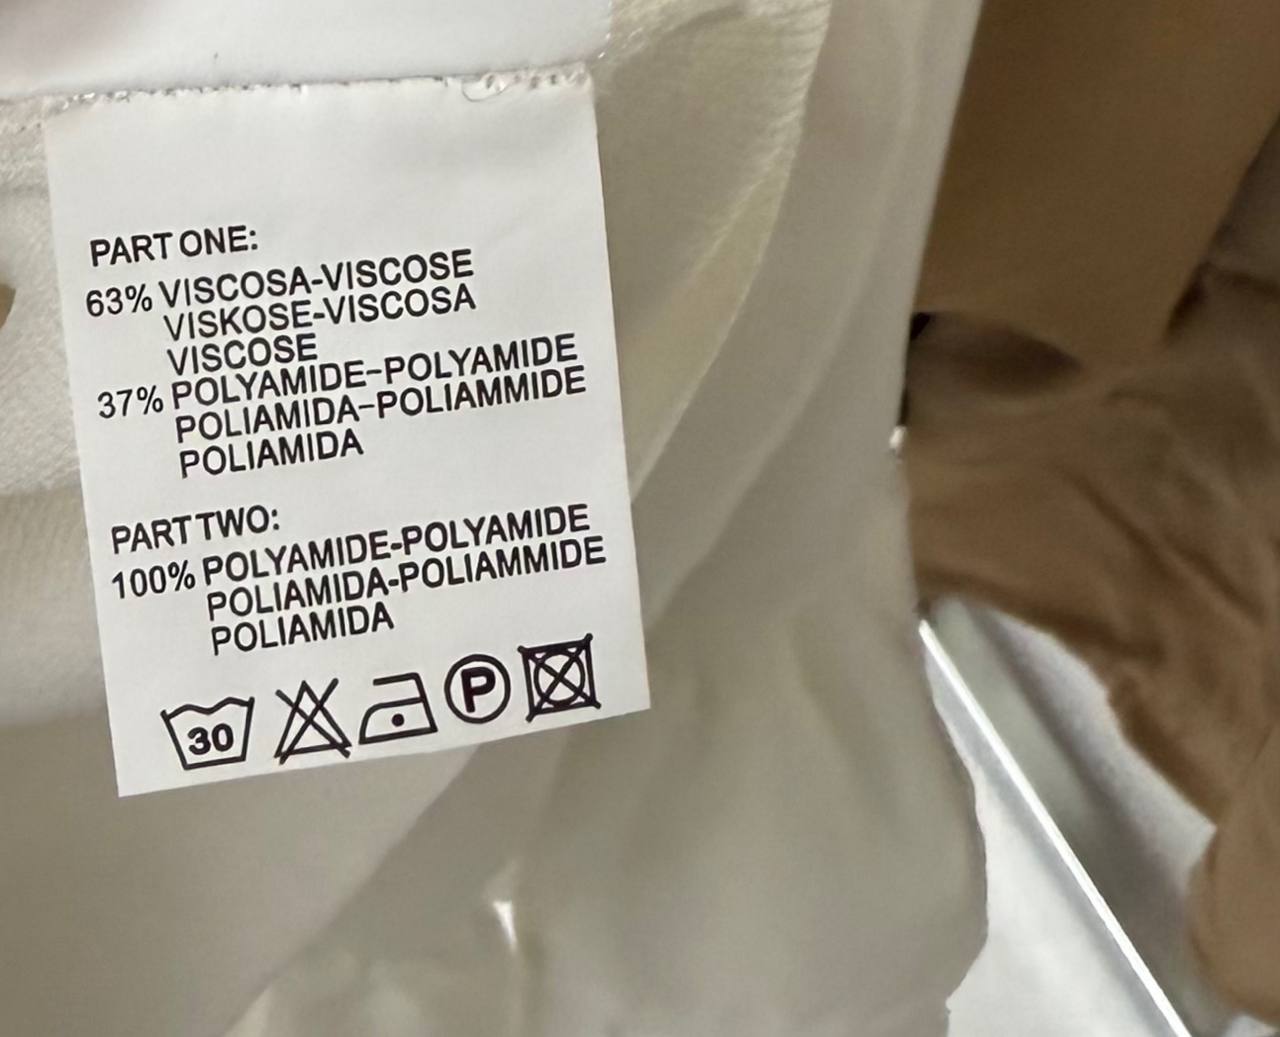 PART ONE:
63% VISCOSA-VISCOSE
VISKOSE-VISCOSA
VISCOSE
37% POLYAMIDE-POLYAMIDE
POLIAMIDA-POLIAMMIDE
POLIAMIDA
PART TWO:
100% POLYAMIDE-POLYAMIDE
POLIAMIDA-POLIAMMIDE
POLIAMIDA
30 P